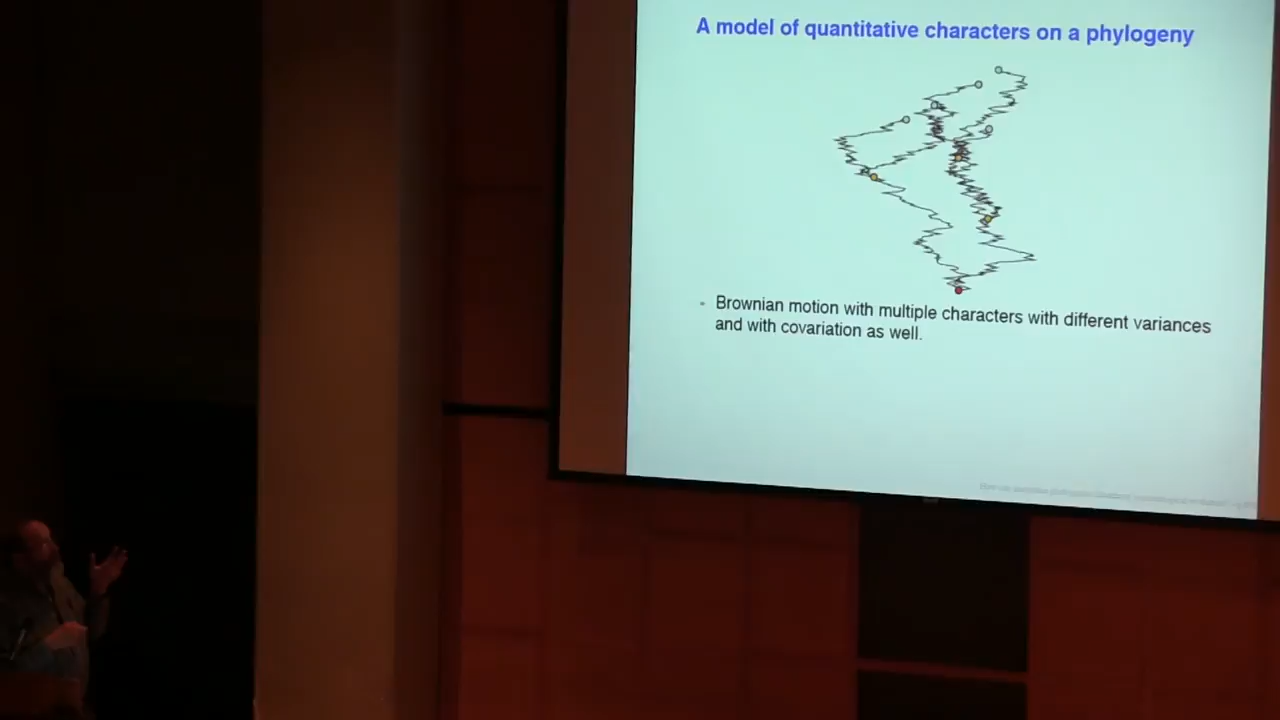 A model of quantitative characters on a phylogeny
Brownian motion with multiple characters with different variances
and with covariation as well.